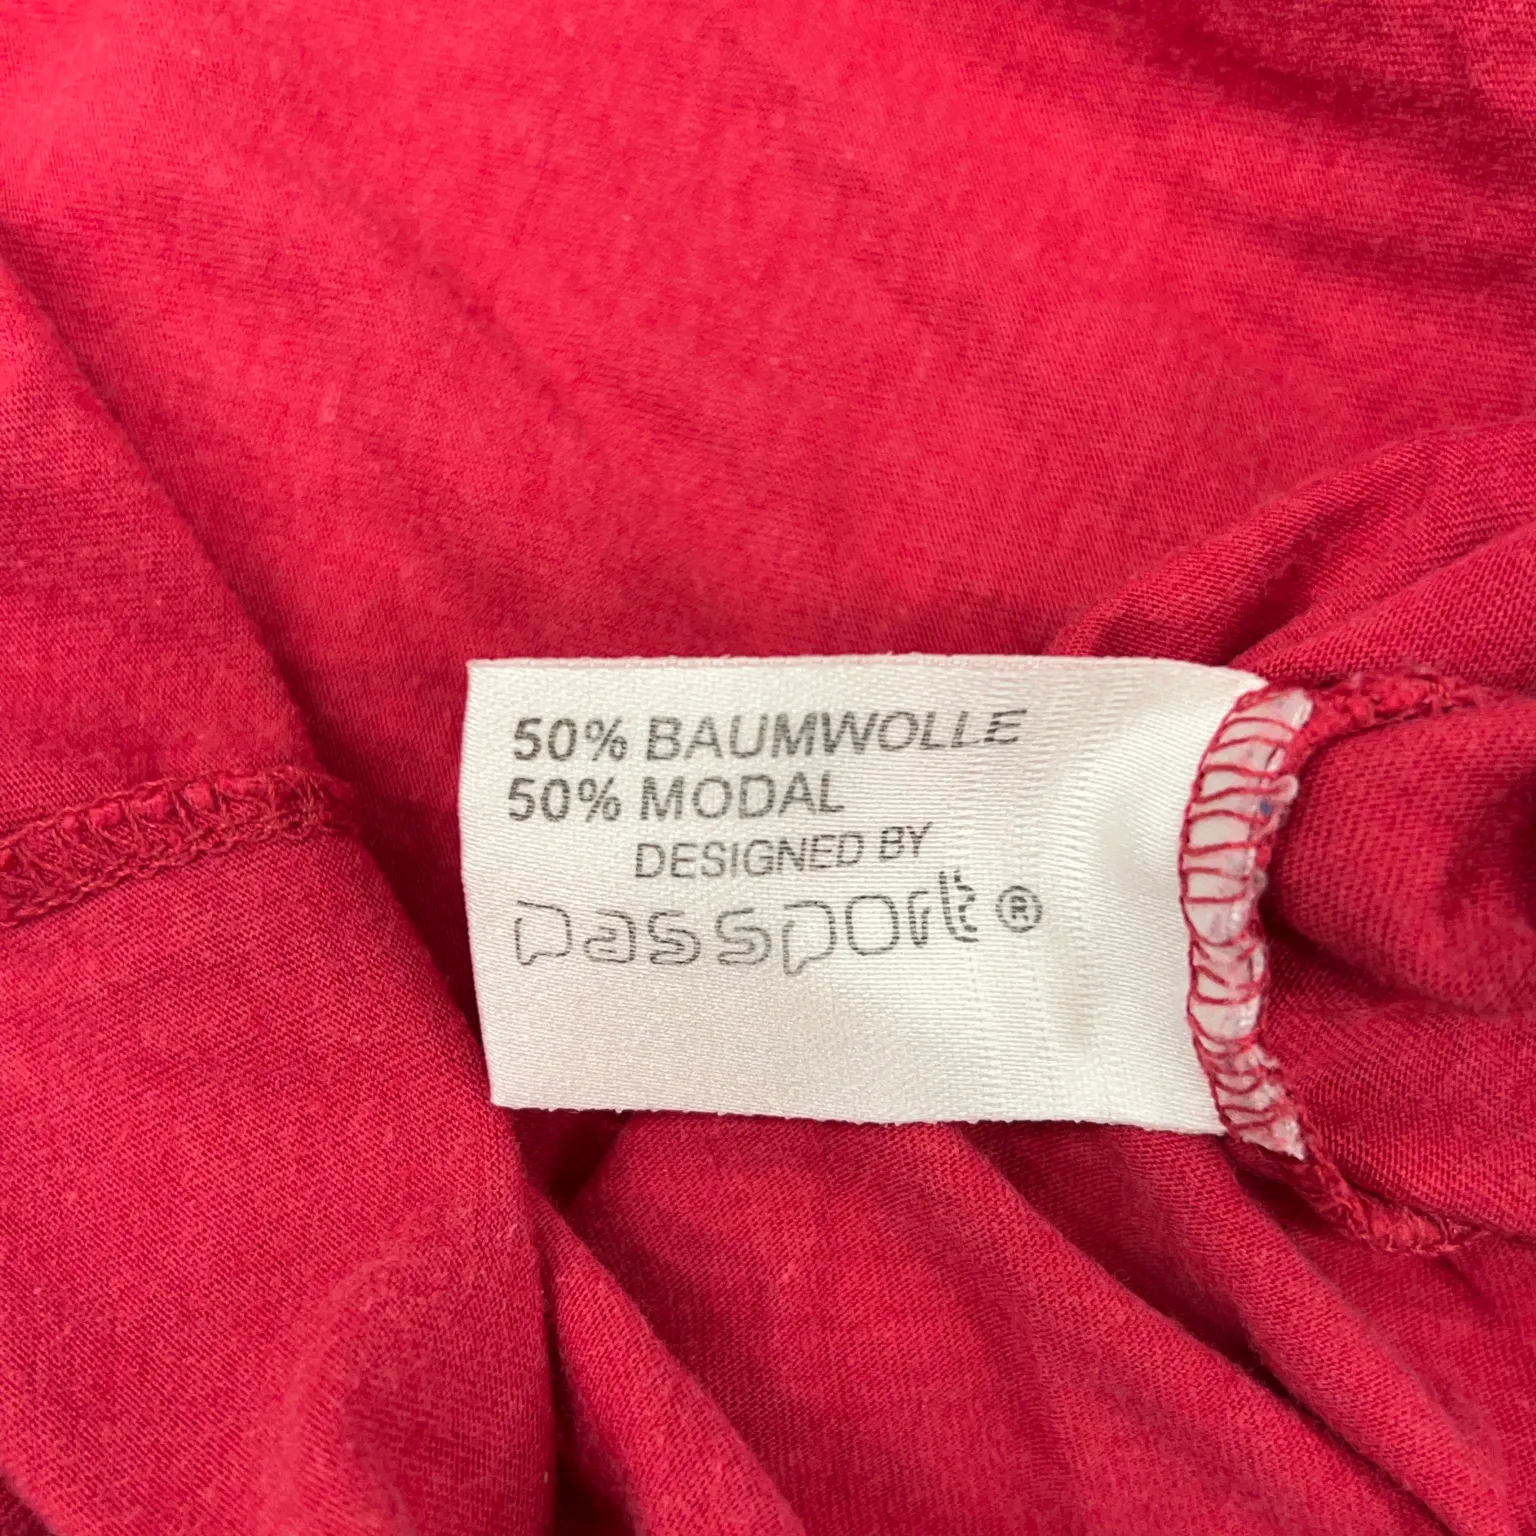 50% BAUMWOLLE
50% MODAL
DESIGNED BY
passport®